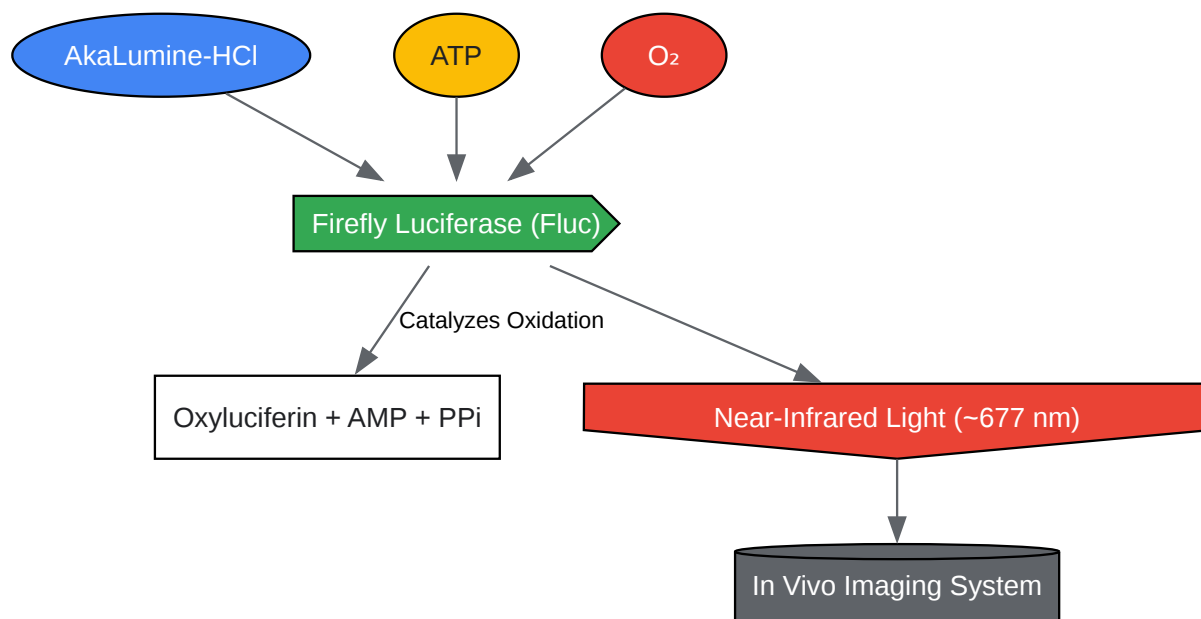 AkaLumine-HCl
ATP
O₂
Firefly Luciferase (Fluc)
Catalyzes Oxidation
Oxyluciferin + AMP + PPi
Near-Infrared Light (~677 nm)
In Vivo Imaging System